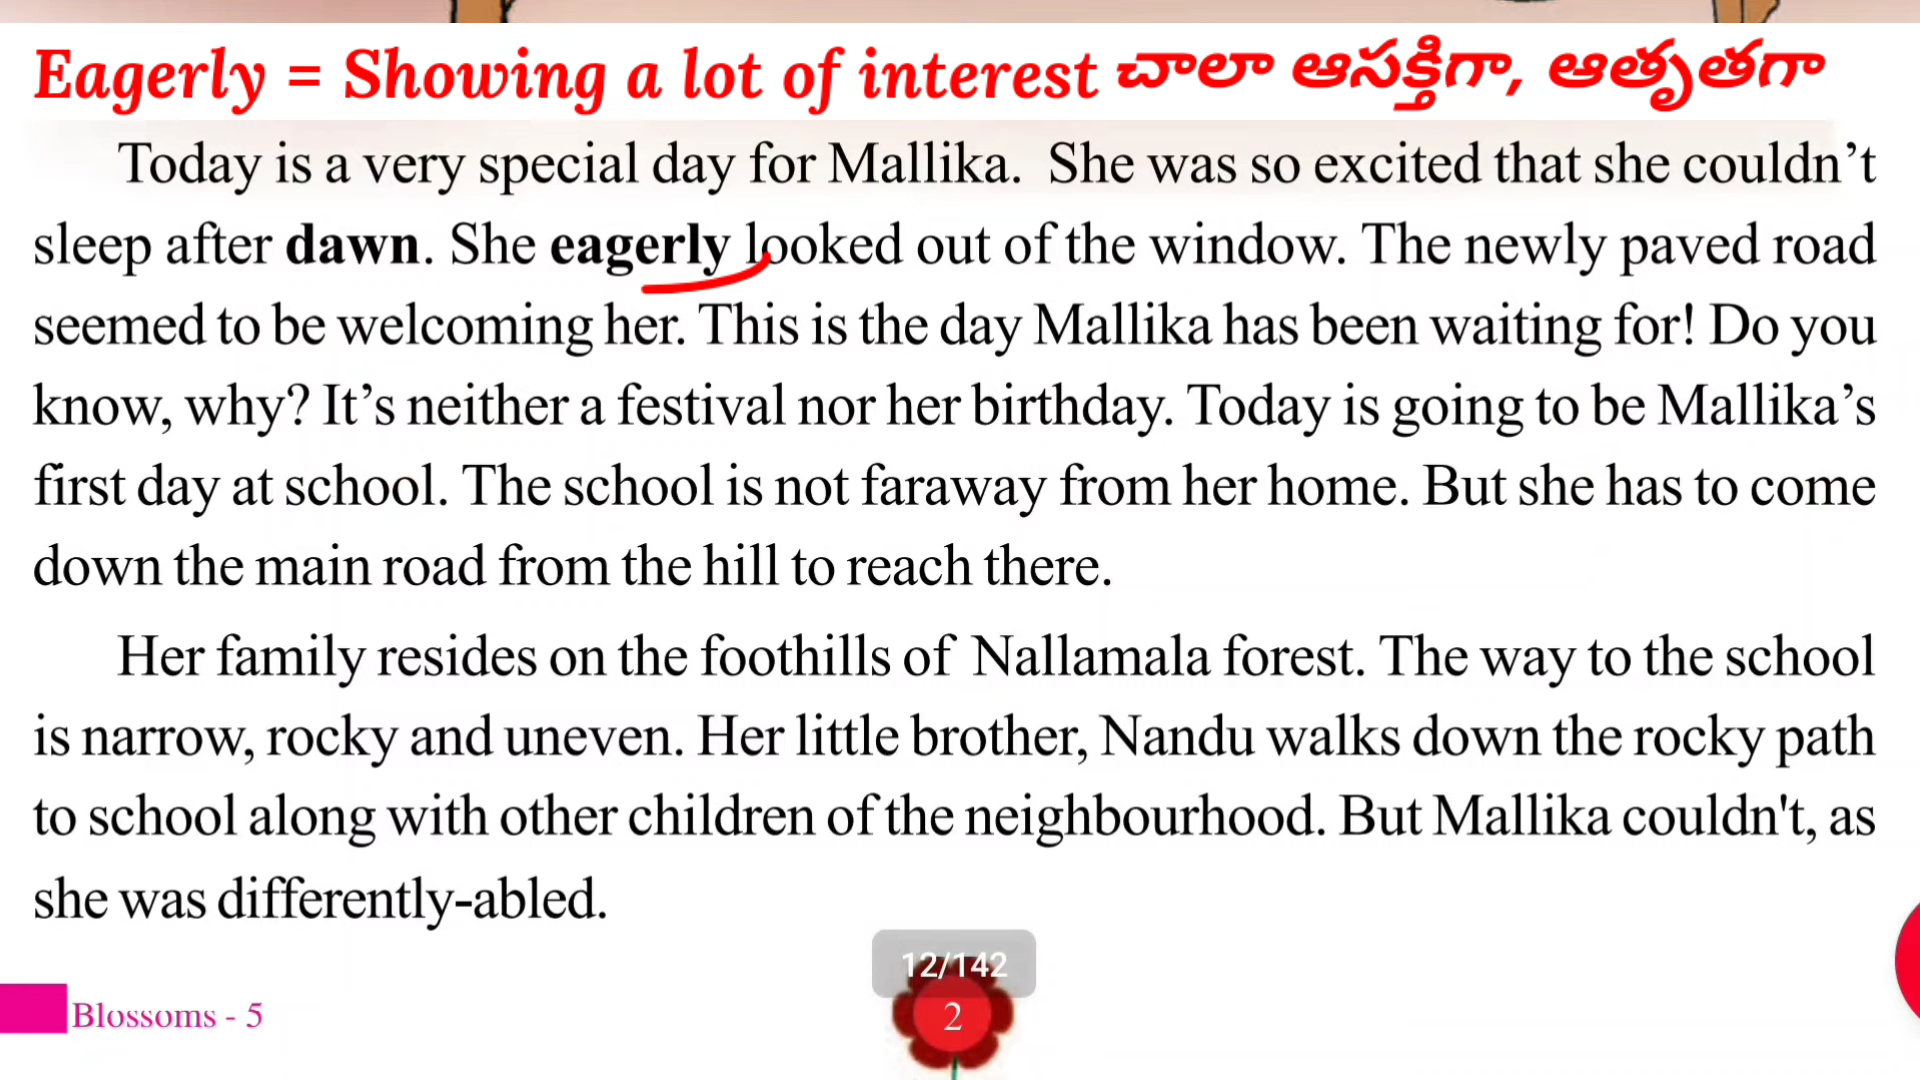 Eagerly = Showing a lot of interest చాలా ఆసక్తిగా, ఆతృతగా
Today is a very special day for Mallika. She was so excited that she couldn’t
sleep after dawn. She eagerly looked out of the window. The newly paved road
seemed to be welcoming her. This is the day Mallika has been waiting for! Do you
know, why? It’s neither a festival nor her birthday. Today is going to be Mallika’s
first day at school. The school is not faraway from her home. But she has to come
down the main road from the hill to reach there.
Her family resides on the foothills of Nallamala forest. The way to the school
is narrow, rocky and uneven. Her little brother, Nandu walks down the rocky path
to school along with other children of the neighbourhood. But Mallika couldn't, as
she was differently-abled.
12/142
Blossoms - 5
2